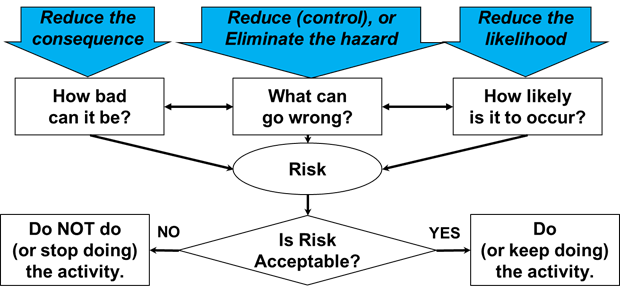 Reduce the
consequence
Reduce (control), or
Eliminate the hazard
Reduce the
likelihood
How bad
can it be?
What can
go wrong?
How likely
is it to occur?
Risk
Do NOT do
(or stop doing)
the activity.
NO
Is Risk
Acceptable?
YES
Do
(or keep doing)
the activity.